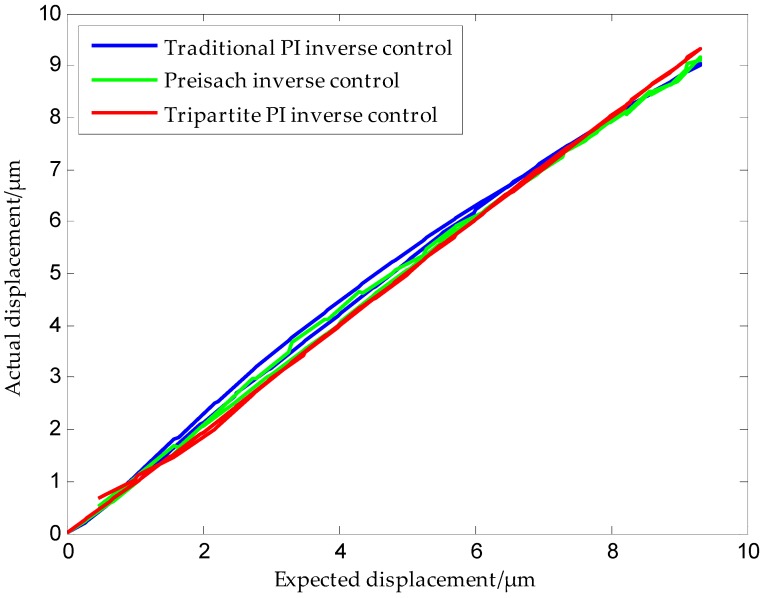 10
9
8
7
6
5
4
3
2
1
0
Traditional PI inverse control
Preisach inverse control
Tripartite PI inverse control
Actual displacement/μm
0 2 4 6 8 10
Expected displacement/μm